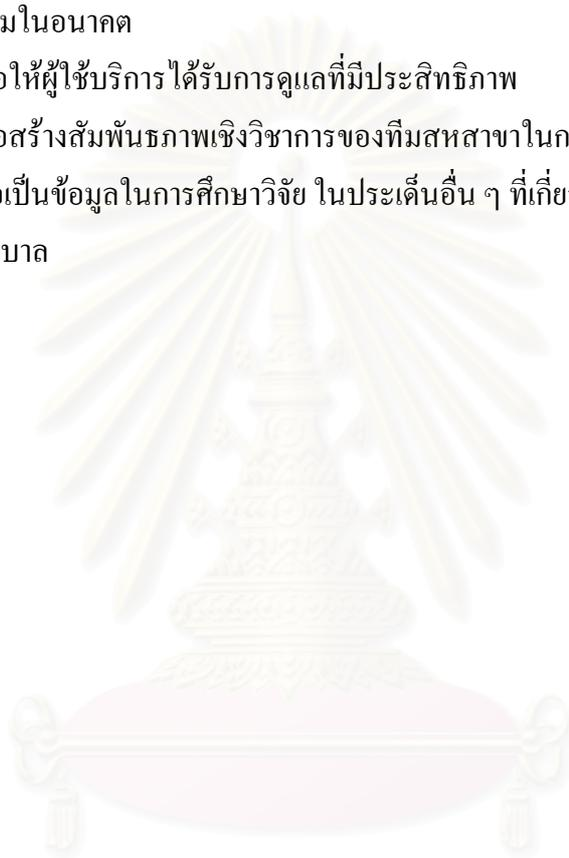 มในอนาคต
อให้ผู้ใช้บริการได้รับการดูแลที่มีประสิทธิภาพ
อสร้างสัมพันธภาพเชิงวิชาการของทีมสหสาขาในก
อเป็นข้อมูลในการศึกษาวิจัย ในประเด็นอื่น ๆ ที่เกี่ย
บาล